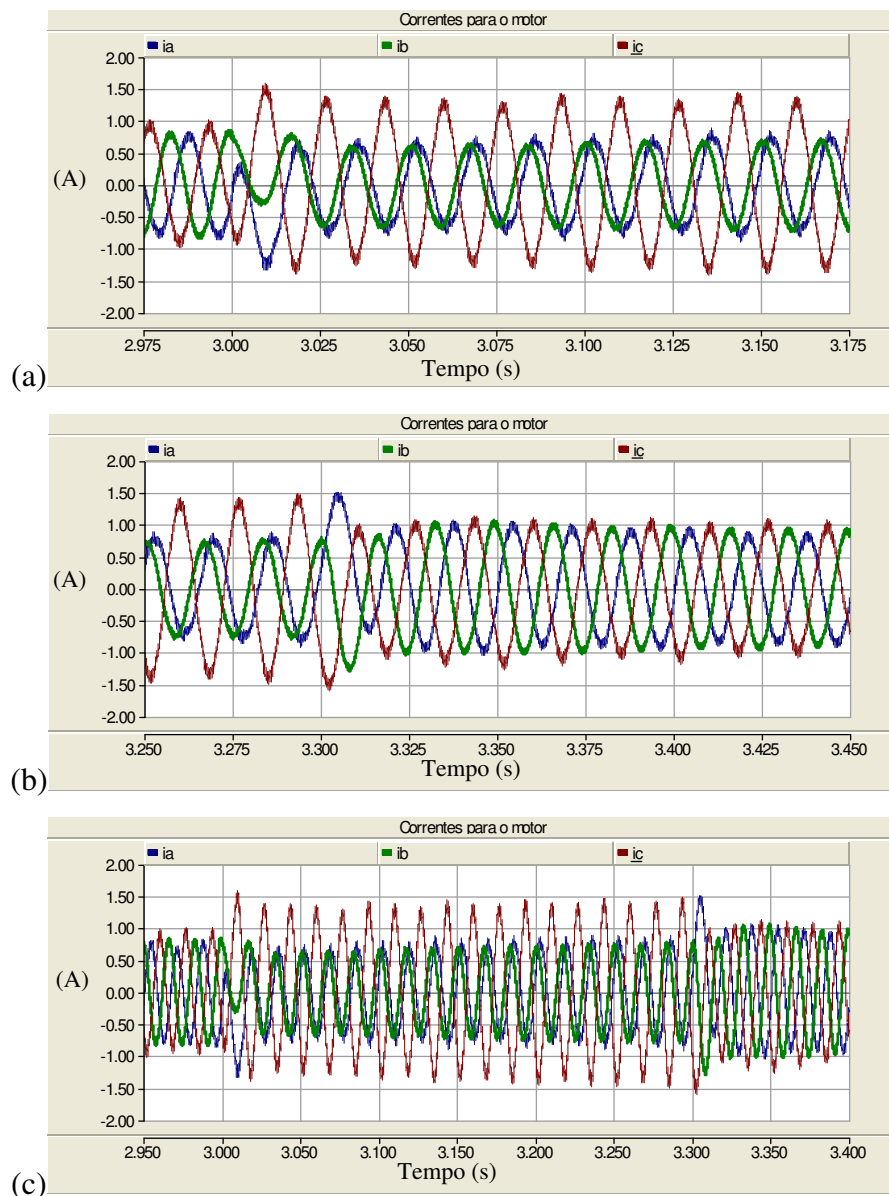 Correntes para o motor
ia ib ic
2.00
1.50
1.00
0.50
(A) 0.00
-0.50
-1.00
-1.50
-2.00
2.975 3.000 3.025 3.050 3.075 3.100 3.125 3.150 3.175
Tempo (s)
(a)
Correntes para o motor
ia ib ic
2.00
1.50
1.00
0.50
(A) 0.00
-0.50
-1.00
-1.50
-2.00
3.250 3.275 3.300 3.325 3.350 3.375 3.400 3.425 3.450
Tempo (s)
(b)
Correntes para o motor
ia ib ic
2.00
1.50
1.00
0.50
(A) 0.00
-0.50
-1.00
-1.50
-2.00
2.950 3.000 3.050 3.100 3.150 3.200 3.250 3.300 3.350 3.400
Tempo (s)
(c)